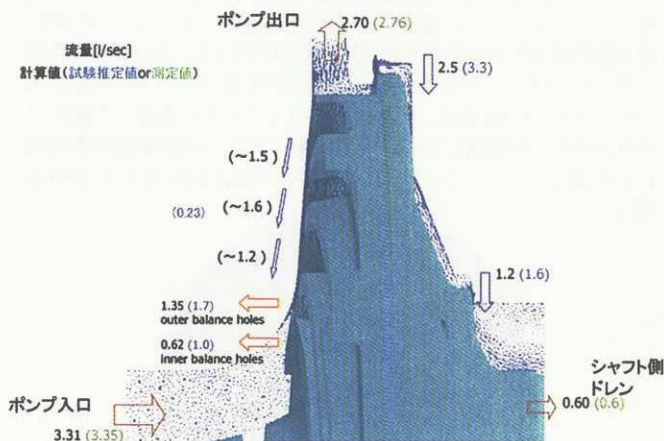 ポンプ出口
2.70 (2.76)
流量[l/sec]
計算値(試験推定値or測定値)
2.5 (3.3)
(~1.5)
(0.23) (~1.6)
(~1.2)
1.2 (1.6)
1.35 (1.7)
outer balance holes
0.62 (1.0)
inner balance holes
シャフト側
ドレン
ポンプ入口
0.60 (0.6)
3.31 (3.35)